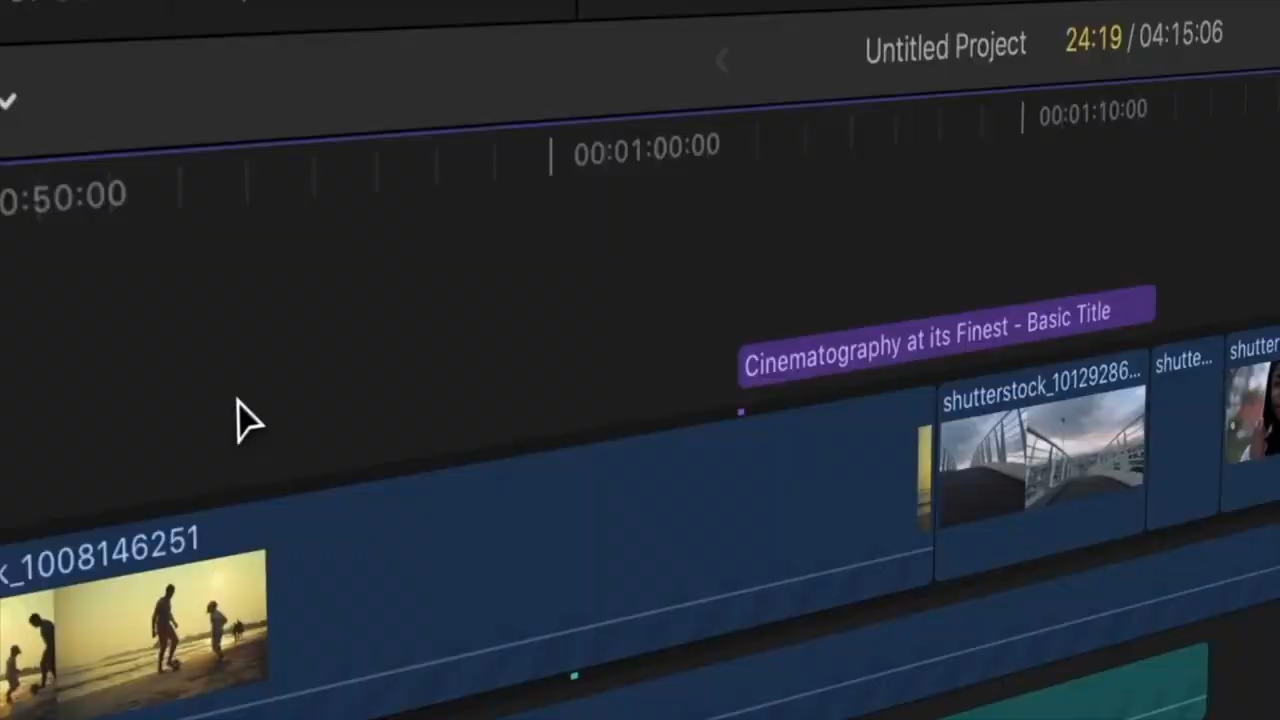 Untitled Project 24:19 / 04:15:06
0:50:00 00:01:00:00 00:01:10:00
Cinematography at its Finest - Basic Title
k_1008146251 shutterstock_10129286... shutte... shutter